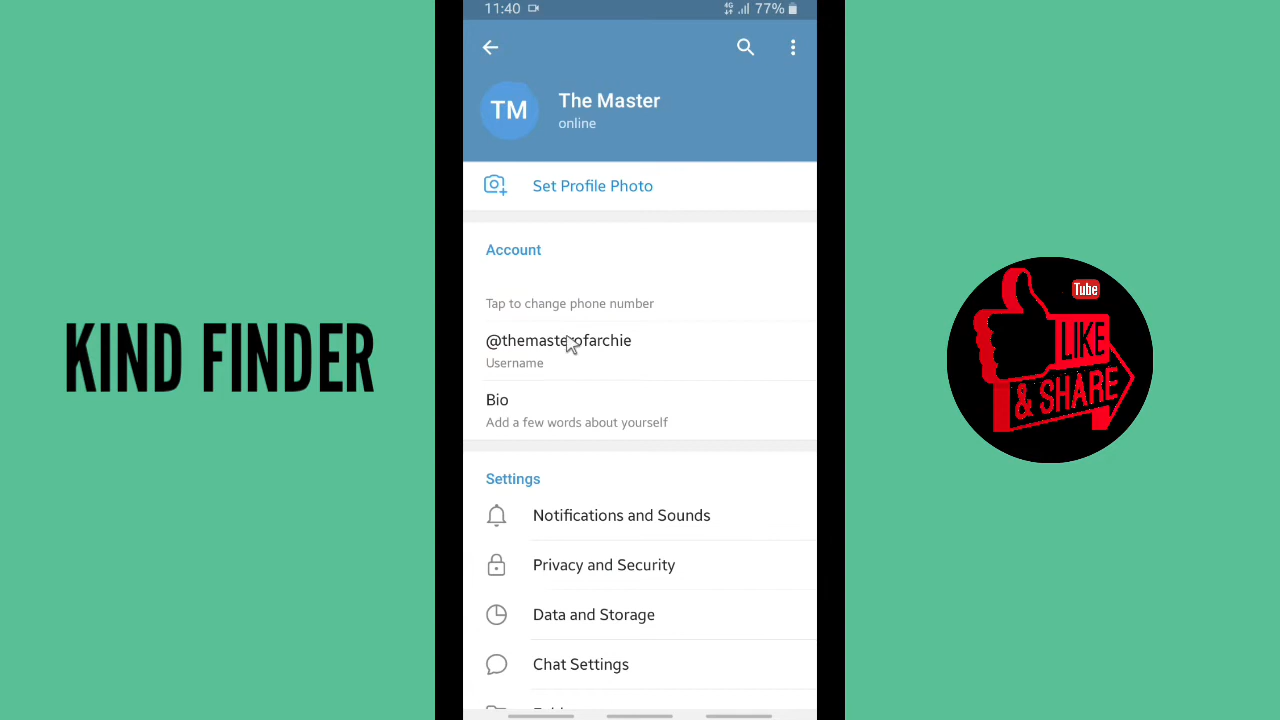 KIND FINDER
11:40
4G
77%
The Master
TM
online
Set Profile Photo
Account
Tap to change phone number
@themasterofarchie
Username
Bio
Add a few words about yourself
Settings
Notifications and Sounds
Privacy and Security
Data and Storage
Chat Settings
Tube
LIKE
& SHARE